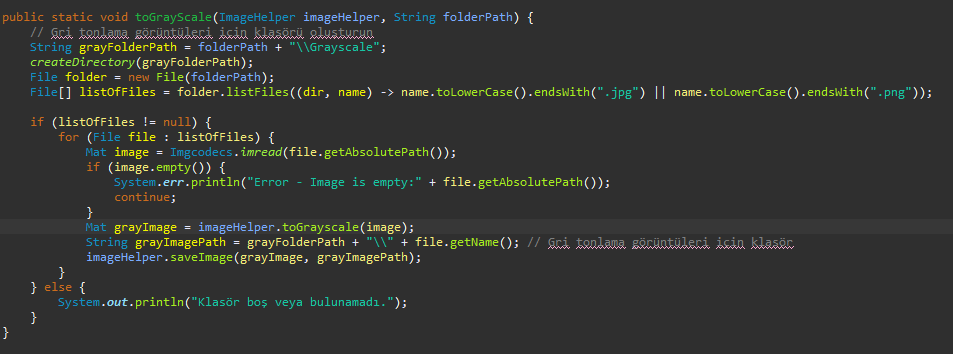 public static void toGrayScale(ImageHelper imageHelper, String folderPath) {
// Gri tonlama görüntüleri için klasörü oluşturun
String grayFolderPath = folderPath + "\\Grayscale";
createDirectory(grayFolderPath);
File folder = new File(folderPath);
File[] listOfFiles = folder.listFiles((dir, name) -> name.toLowerCase().endsWith(".jpg") || name.toLowerCase().endsWith(".png"));
if (listOfFiles != null) {
for (File file : listOfFiles) {
Mat image = Imgcodecs.imread(file.getAbsolutePath());
if (image.empty()) {
System.err.println("Error - Image is empty:" + file.getAbsolutePath());
continue;
}
Mat grayImage = imageHelper.toGrayscale(image);
String grayImagePath = grayFolderPath + "\\" + file.getName(); // Gri tonlama görüntüleri için klasör
imageHelper.saveImage(grayImage, grayImagePath);
}
} else {
System.out.println("Klasör boş veya bulunamadı.");
}
}